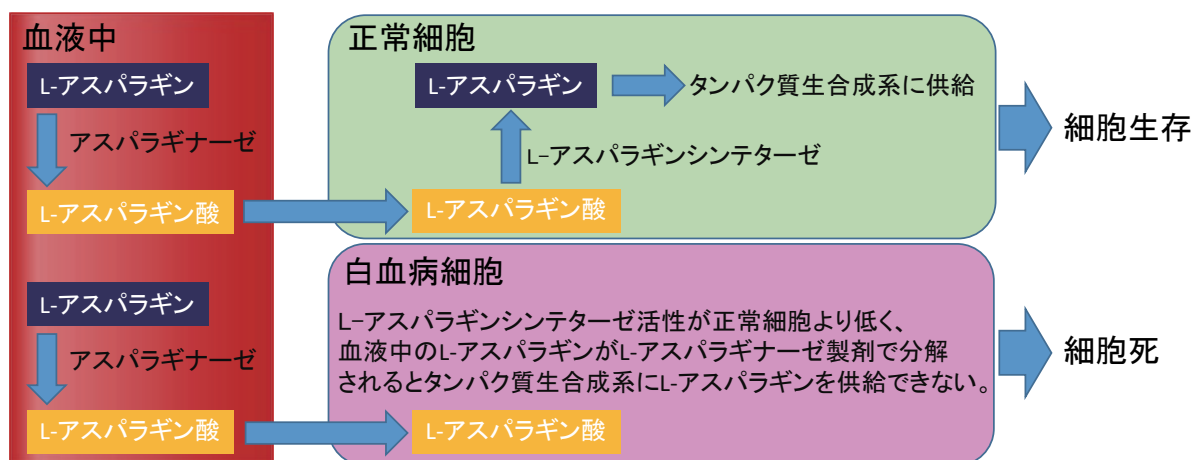 血液中
L-アスパラギン
アスパラギナーゼ
L-アスパラギン酸
正常細胞
L-アスパラギン
タンパク質生合成系に供給
L-アスパラギンシンテターゼ
L-アスパラギン酸
細胞生存
L-アスパラギン
アスパラギナーゼ
L-アスパラギン酸
白血病細胞
L-アスパラギンシンテターゼ活性が正常細胞より低く、
血液中のL-アスパラギンがL-アスパラギナーゼ製剤で分解
されるとタンパク質生合成系にL-アスパラギンを供給できない。
L-アスパラギン酸
細胞死